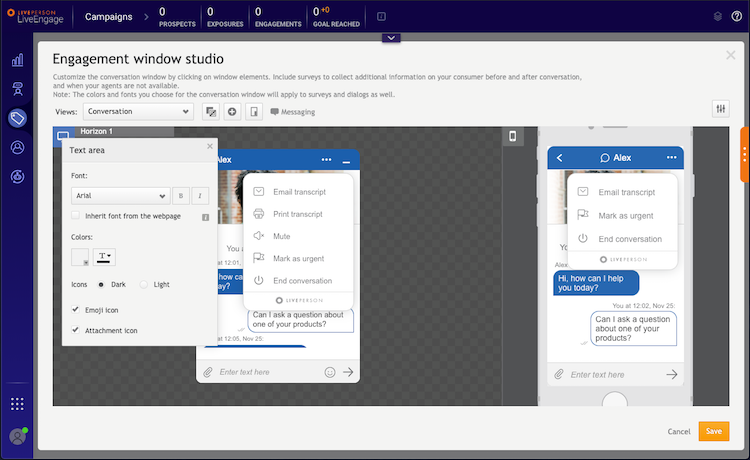 LIVEPERSON
LiveEngage
Campaigns
0
PROSPECTS
0
EXPOSURES
0
ENGAGEMENTS
0 +0
GOAL REACHED
Engagement window studio
Customize the conversation window by clicking on window elements. Include surveys to collect additional information on your consumer before and after conversation,
and when your agents are not available.
Note: The colors and fonts you choose for the conversation window will apply to surveys and dialogs as well.
Views:
Conversation
Messaging
Horizon 1
Text area
Font:
Arial
B
I
Inherit font from the webpage
Colors:
T
Icons
Dark
Light
Emoji icon
Attachment icon
Alex
Email transcript
Print transcript
Mute
Mark as urgent
End conversation
LIVEPERSON
You a
at 12:01,
how ca
day?
Can I ask a question about
one of your products?
at 12:05, Nov 25:
Enter text here
Alex
Email transcript
Mark as urgent
End conversation
LIVEPERSON
Yo
Alex
Hi, how can I help
you today?
You at 12:02, Nov 25:
Can I ask a question
about one of your
products?
Enter text here
Cancel
Save